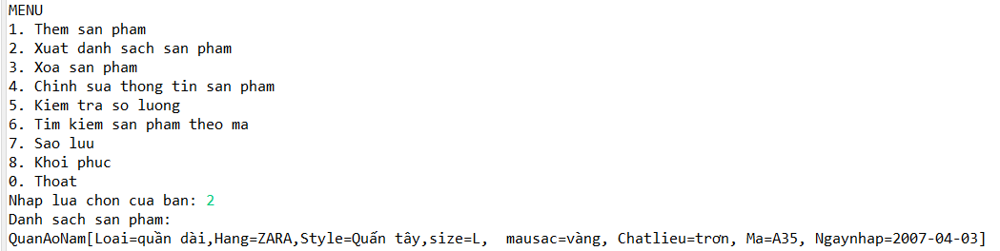 MENU
1. Them san pham
2. Xuat danh sach san pham
3. Xoa san pham
4. Chinh sua thong tin san pham
5. Kiem tra so luong
6. Tim kiem san pham theo ma
7. Sao luu
8. Khoi phuc
0. Thoat
Nhap lua chon cua ban: 2
Danh sach san pham:
QuanAoNam[Loai=quần dài,Hang=ZARA,Style=Quấn tây,size=L,  mausac=vàng, Chatlieu=trơn, Ma=A35, Ngaynhap=2007-04-03]